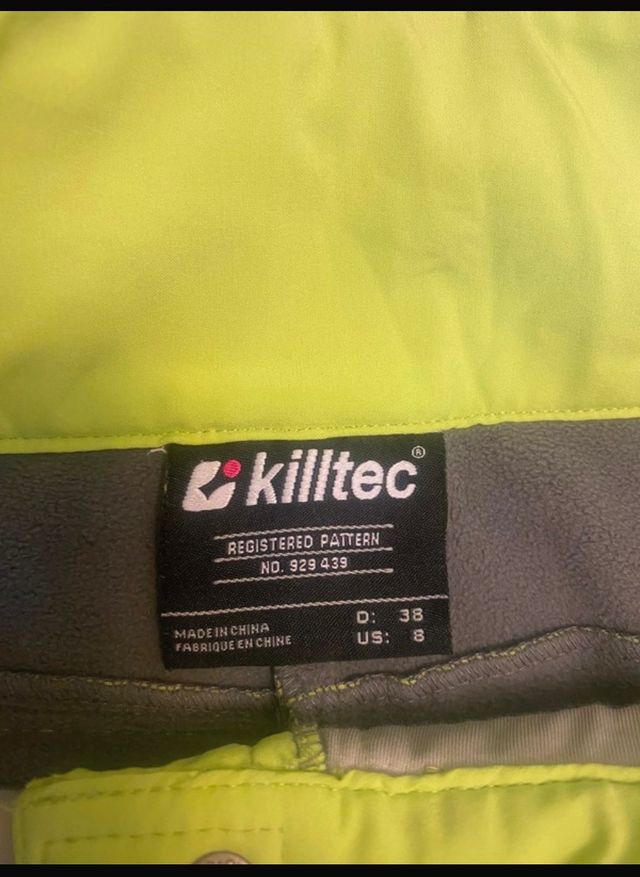 killtec®
REGISTERED PATTERN
NO. 929 439
D: 38
US: 8
MADE IN CHINA
FABRIQUE EN CHINE